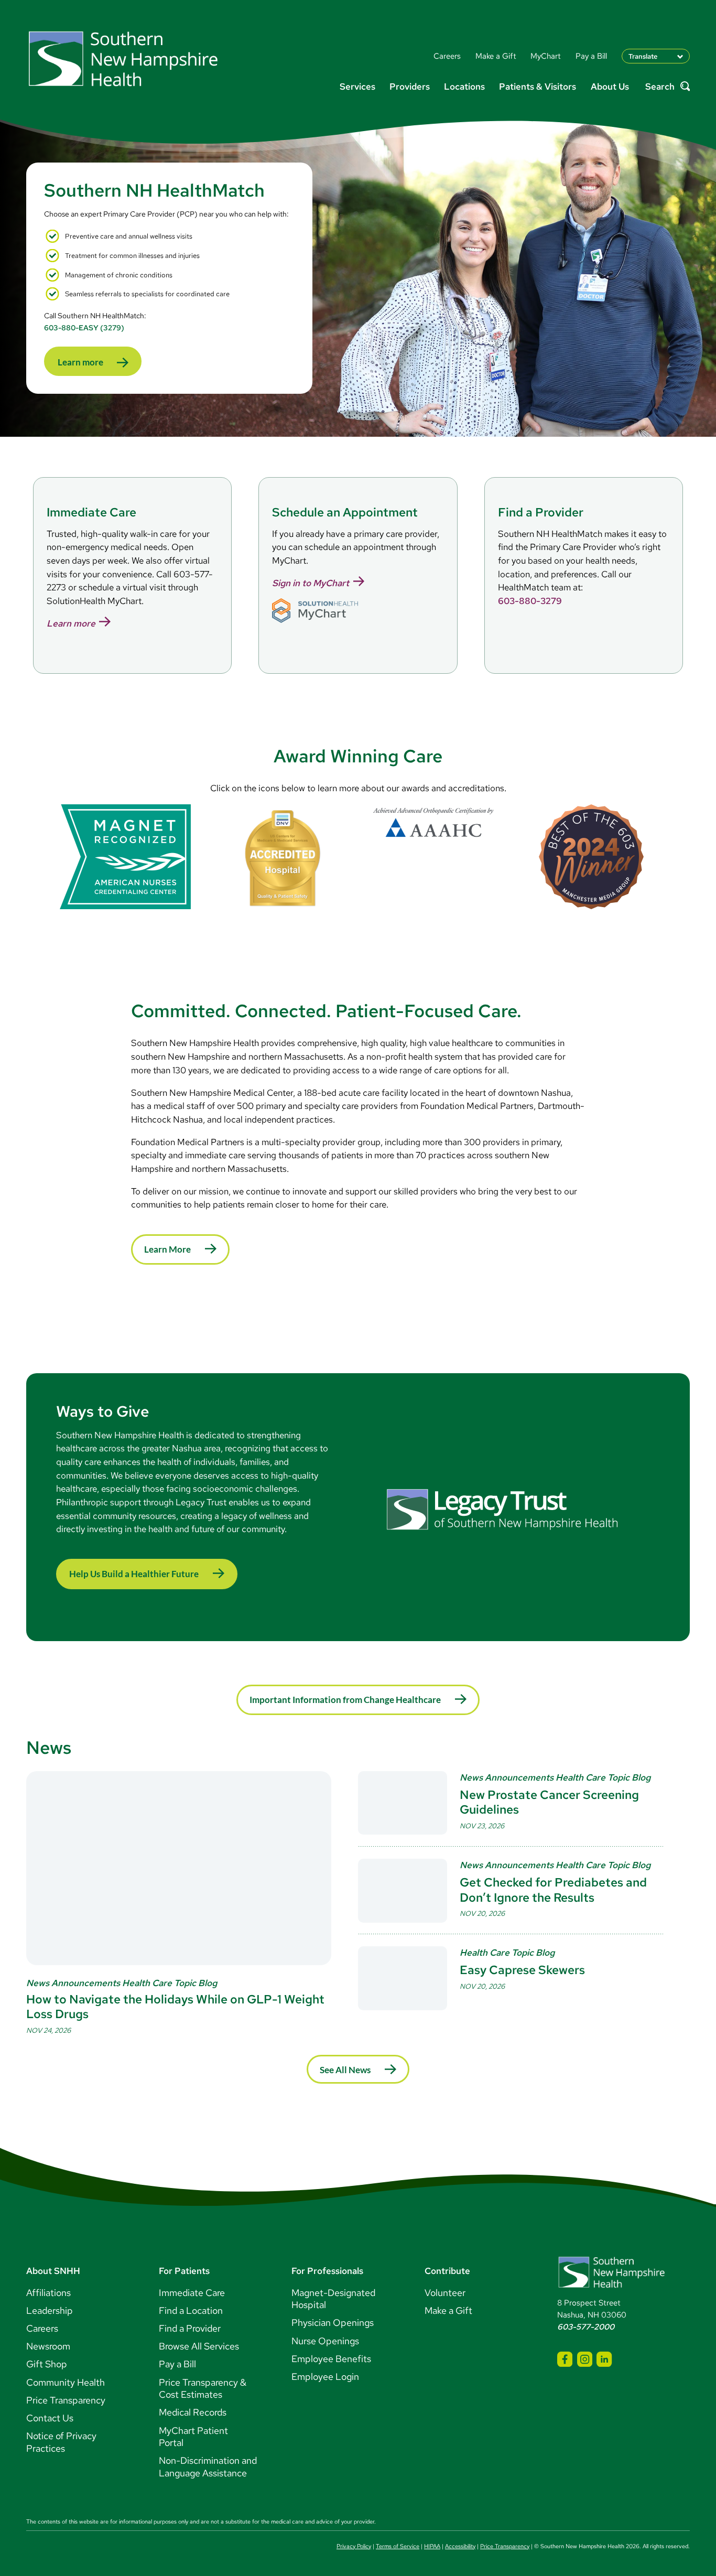 Southern
New Hampshire
Health
Careers Make a Gift MyChart Pay a Bill Translate
Services Providers Locations Patients & Visitors About Us Search
Southern NH HealthMatch
Choose an expert Primary Care Provider (PCP) near you who can help with:
Preventive care and annual wellness visits
Treatment for common illnesses and injuries
Management of chronic conditions
Seamless referrals to specialists for coordinated care
Call Southern NH HealthMatch:
603-880-EASY (3279)
Learn more
DOCTOR
DOCTOR
Immediate Care
Trusted, high-quality walk-in care for your
non-emergency medical needs. Open
seven days per week. We also offer virtual
visits for your convenience. Call 603-577-
2273 or schedule a virtual visit through
SolutionHealth MyChart.
Learn more
Schedule an Appointment
If you already have a primary care provider,
you can schedule an appointment through
MyChart.
Sign in to MyChart
SOLUTIONHEALTH
MyChart
Find a Provider
Southern NH HealthMatch makes it easy to
find the Primary Care Provider who's right
for you based on your health needs,
location, and preferences. Call our
HealthMatch team at:
603-880-3279
Award Winning Care
Click on the icons below to learn more about our awards and accreditations.
MAGNET
RECOGNIZED
AMERICAN NURSES
CREDENTIALING CENTER
DNV
ACCREDITED
Hospital
Quality & Patient Safety
Achieved Advanced Orthopaedic Certification by
AAAHC
BEST OF THE 603
2024
Winner
MANCHESTER MEDIA GROUP
Committed. Connected. Patient-Focused Care.
Southern New Hampshire Health provides comprehensive, high quality, high value healthcare to communities in
southern New Hampshire and northern Massachusetts. As a non-profit health system that has provided care for
more than 130 years, we are dedicated to providing access to a wide range of care options for all.
Southern New Hampshire Medical Center, a 188-bed acute care facility located in the heart of downtown Nashua,
has a medical staff of over 500 primary and specialty care providers from Foundation Medical Partners, Dartmouth-
Hitchcock Nashua, and local independent practices.
Foundation Medical Partners is a multi-specialty provider group, including more than 300 providers in primary,
specialty and immediate care serving thousands of patients in more than 70 practices across southern New
Hampshire and northern Massachusetts.
To deliver on our mission, we continue to innovate and support our skilled providers who bring the very best to our
communities to help patients remain closer to home for their care.
Learn More
Ways to Give
Southern New Hampshire Health is dedicated to strengthening
healthcare across the greater Nashua area, recognizing that access to
quality care enhances the health of individuals, families, and
communities. We believe everyone deserves access to high-quality
healthcare, especially those facing socioeconomic challenges.
Philanthropic support through Legacy Trust enables us to expand
essential community resources, creating a legacy of wellness and
directly investing in the health and future of our community.
Help Us Build a Healthier Future
Legacy Trust
of Southern New Hampshire Health
Important Information from Change Healthcare
News
News Announcements Health Care Topic Blog
How to Navigate the Holidays While on GLP-1 Weight
Loss Drugs
NOV 24, 2026
News Announcements Health Care Topic Blog
New Prostate Cancer Screening
Guidelines
NOV 23, 2026
News Announcements Health Care Topic Blog
Get Checked for Prediabetes and
Don't Ignore the Results
NOV 20, 2026
Health Care Topic Blog
Easy Caprese Skewers
NOV 20, 2026
See All News
About SNHH
Affiliations
Leadership
Careers
Newsroom
Gift Shop
Community Health
Price Transparency
Contact Us
Notice of Privacy
Practices
For Patients
Immediate Care
Find a Location
Find a Provider
Browse All Services
Pay a Bill
Price Transparency &
Cost Estimates
Medical Records
MyChart Patient
Portal
Non-Discrimination and
Language Assistance
For Professionals
Magnet-Designated
Hospital
Physician Openings
Nurse Openings
Employee Benefits
Employee Login
Contribute
Volunteer
Make a Gift
Southern
New Hampshire
Health
8 Prospect Street
Nashua, NH 03060
603-577-2000
The contents of this website are for informational purposes only and are not a substitute for the medical care and advice of your provider.
Privacy Policy | Terms of Service | HIPAA | Accessibility | Price Transparency | © Southern New Hampshire Health 2026. All rights reserved.